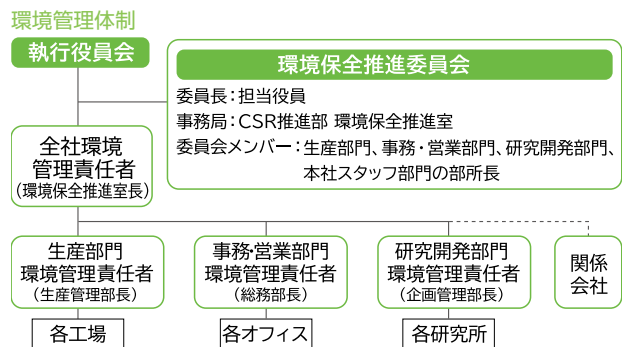 環境管理体制
執行役員会
環境保全推進委員会
委員長：担当役員
事務局：CSR推進部 環境保全推進室
委員会メンバー：生産部門、事務・営業部門、研究開発部門、
本社スタッフ部門の部所長
全社環境
管理責任者
（環境保全推進室長）
生産部門
環境管理責任者
（生産管理部長）
事務・営業部門
環境管理責任者
（総務部長）
研究開発部門
環境管理責任者
（企画管理部長）
関係
会社
各工場
各オフィス
各研究所